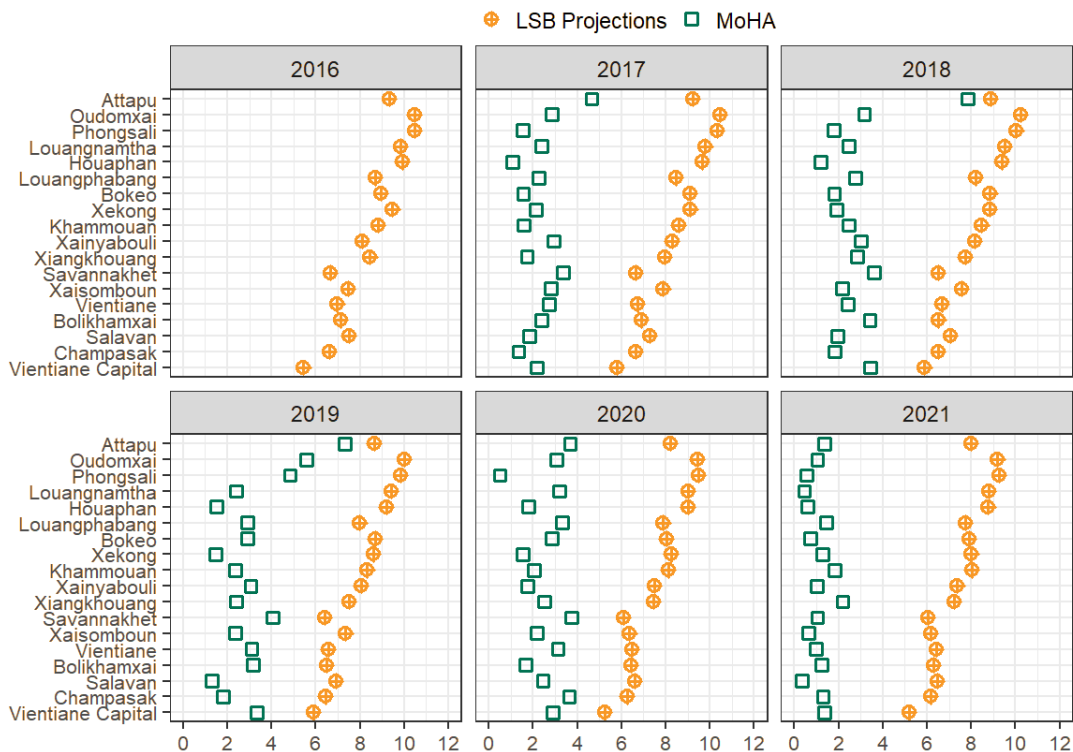 LSB Projections MoHA
2016 2017 2018
Attapu
Oudomxai
Phongsali
Louangnamtha
Houaphan
Louangphabang
Bokeo
Xekong
Khammouan
Xainyabouli
Xiangkhouang
Savannakhet
Xaisomboun
Vientiane
Bolikhamxai
Salavan
Champasak
Vientiane Capital
2019 2020 2021
Attapu
Oudomxai
Phongsali
Louangnamtha
Houaphan
Louangphabang
Bokeo
Xekong
Khammouan
Xainyabouli
Xiangkhouang
Savannakhet
Xaisomboun
Vientiane
Bolikhamxai
Salavan
Champasak
Vientiane Capital
0 2 4 6 8 10 12 0 2 4 6 8 10 12 0 2 4 6 8 10 12